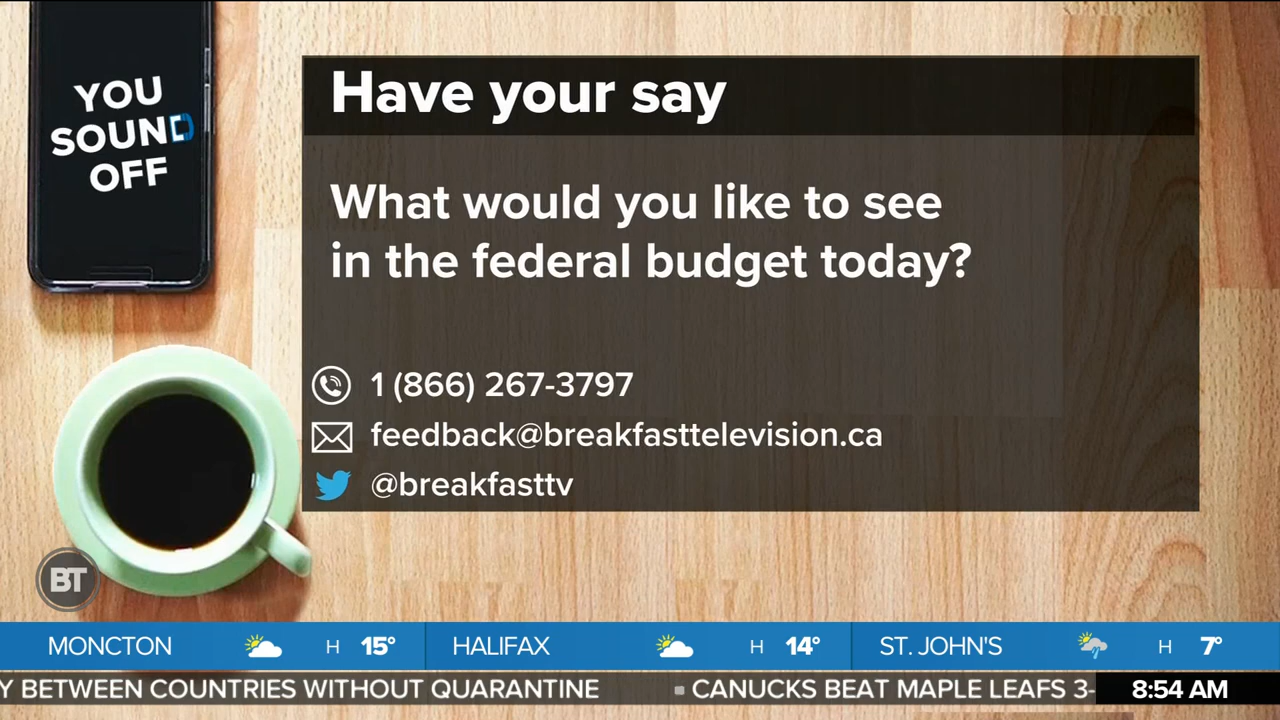 YOU
SOUND
OFF
Have your say
What would you like to see
in the federal budget today?
1 (866) 267-3797
feedback@breakfasttelevision.ca
@breakfasttv
BT
MONCTON H 15° HALIFAX H 14° ST. JOHN'S H 7°
Y BETWEEN COUNTRIES WITHOUT QUARANTINE CANUCKS BEAT MAPLE LEAFS 3- 8:54 AM